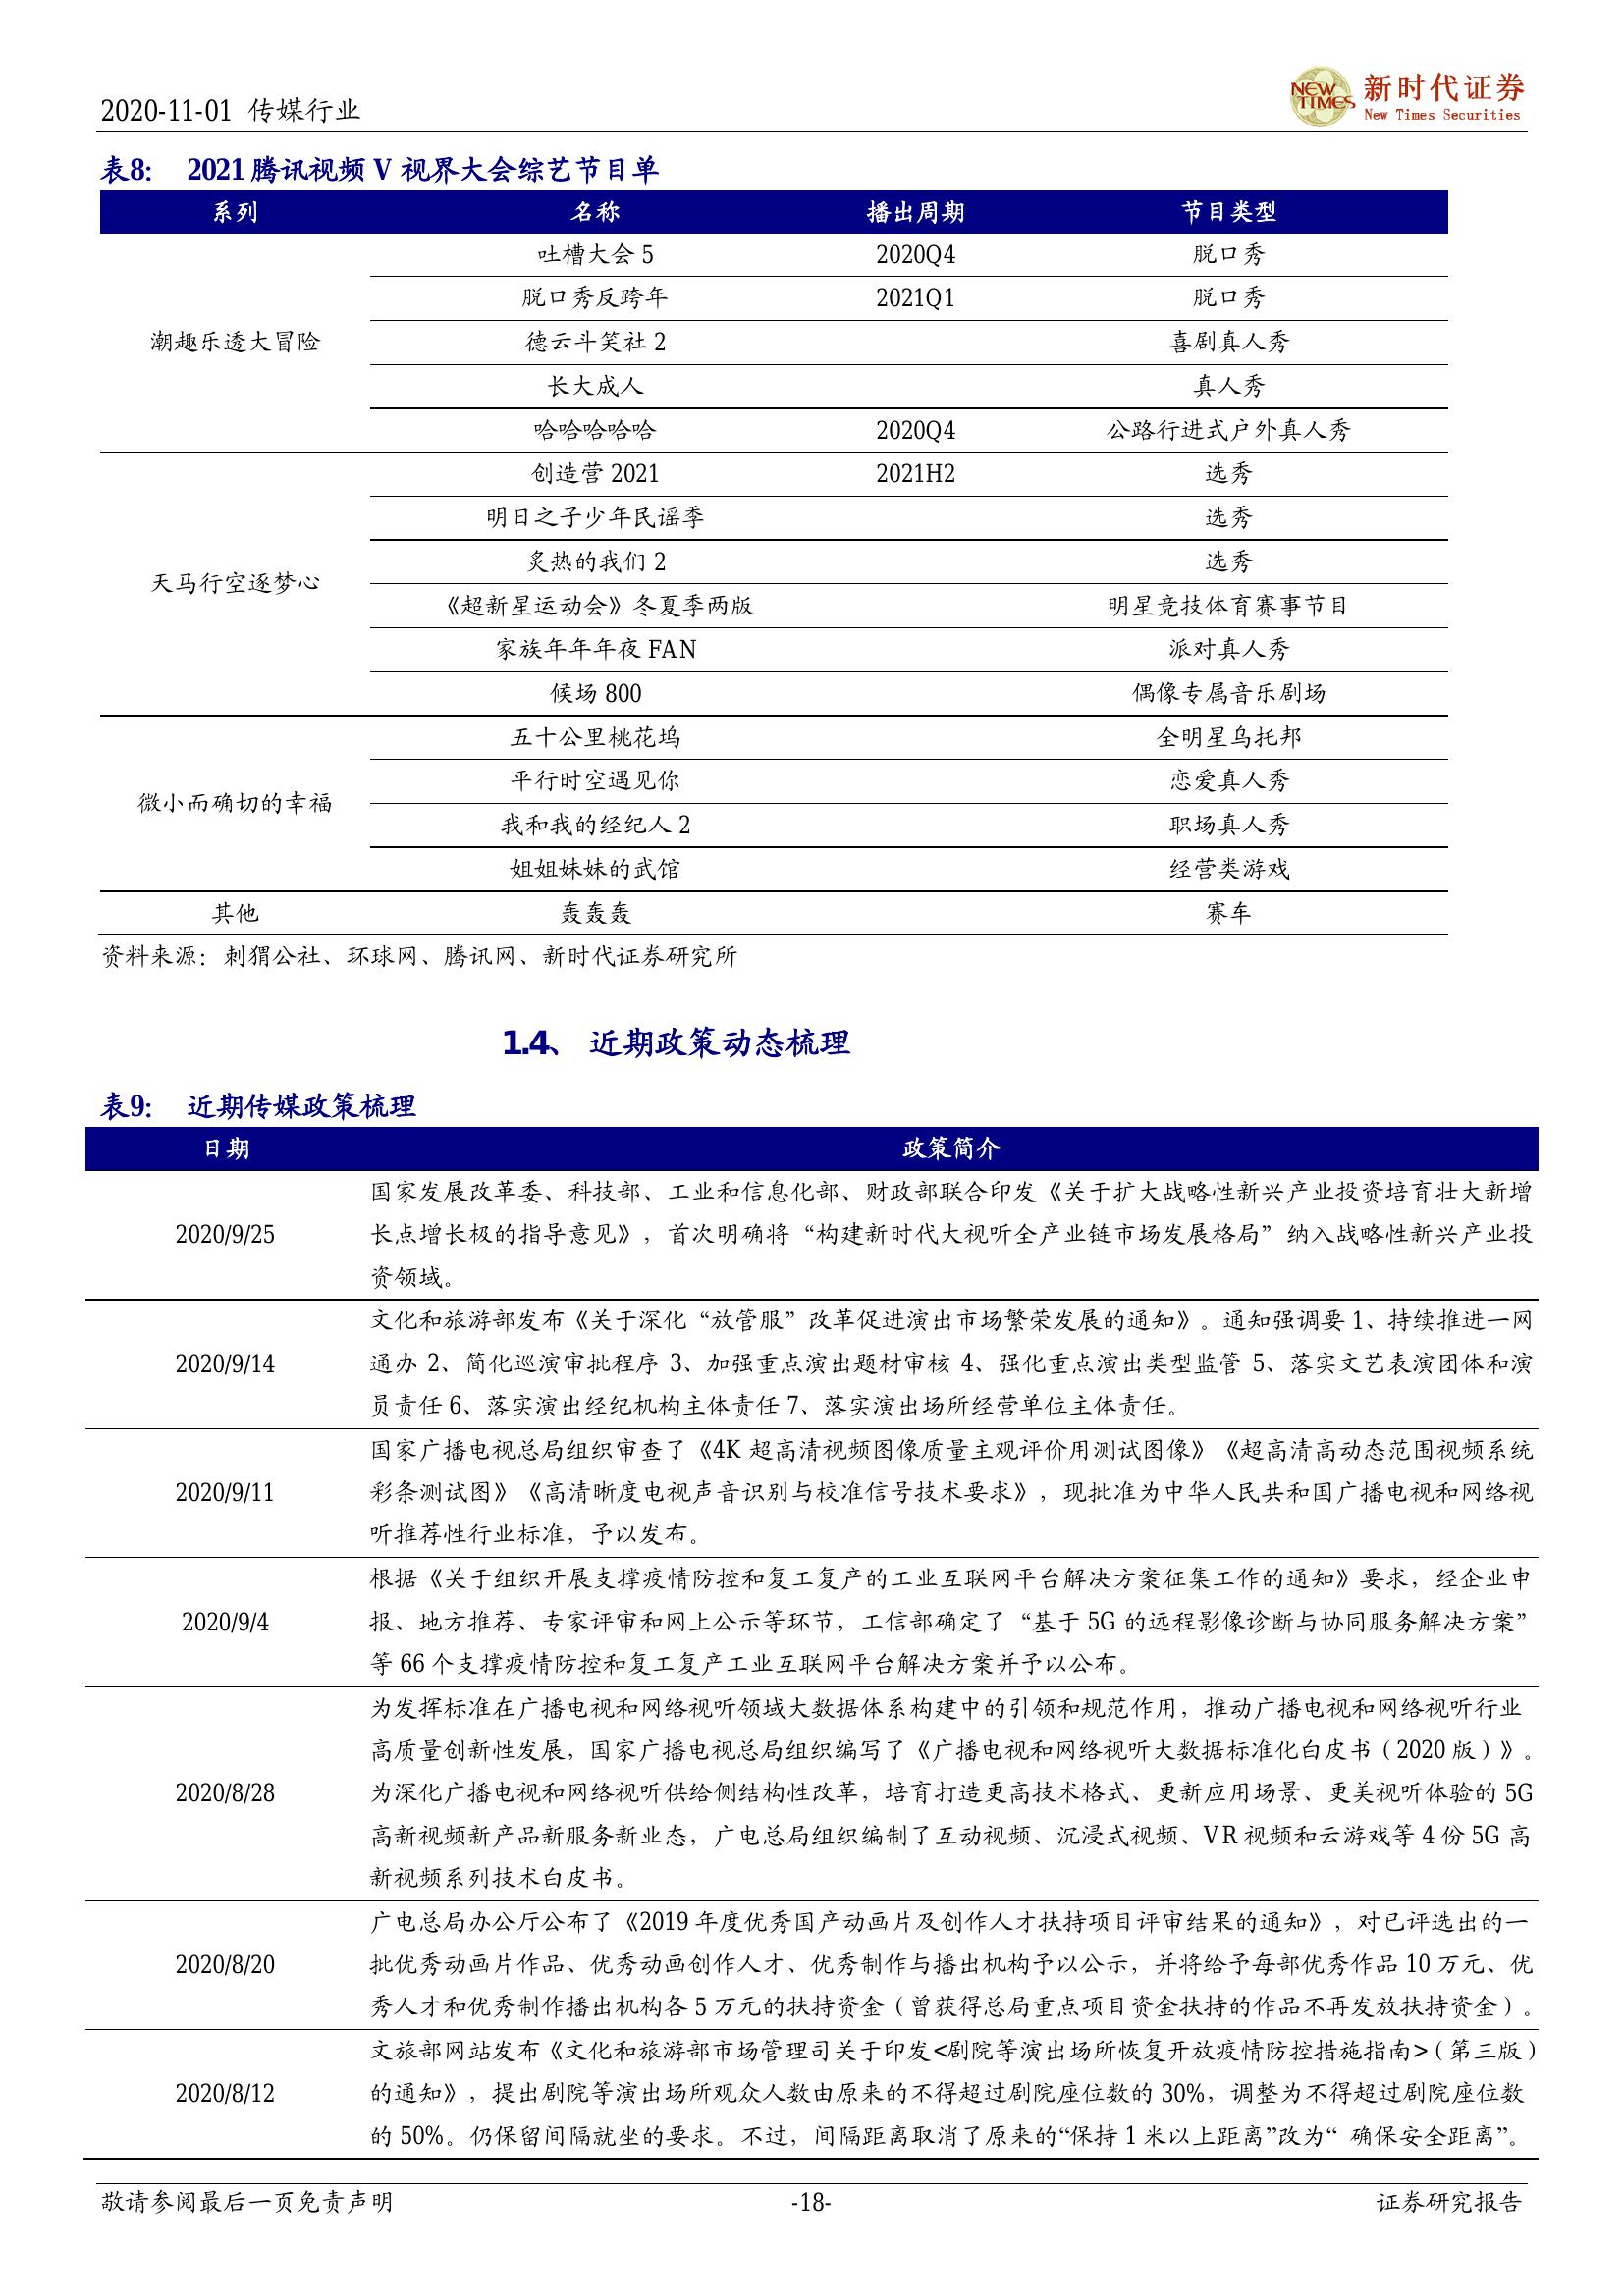 2020-11-01 传媒行业
NEW TIMES
新时代证券
New Times Securities
表8： 2021 腾讯视频 V 视界大会综艺节目单
系列 名称 播出周期 节目类型
吐槽大会 5 2020Q4 脱口秀
脱口秀反跨年 2021Q1 脱口秀
潮趣乐透大冒险 德云斗笑社 2 喜剧真人秀
长大成人 真人秀
哈哈哈哈哈 2020Q4 公路行进式户外真人秀
创造营 2021 2021H2 选秀
明日之子少年民谣季 选秀
炙热的我们 2 选秀
天马行空逐梦心
《超新星运动会》冬夏季两版 明星竞技体育赛事节目
家族年年年夜 FAN 派对真人秀
候场 800 偶像专属音乐剧场
五十公里桃花坞 全明星乌托邦
平行时空遇见你 恋爱真人秀
微小而确切的幸福
我和我的经纪人 2 职场真人秀
姐姐妹妹的武馆 经营类游戏
其他 轰轰轰 赛车
资料来源：刺猬公社、环球网、腾讯网、新时代证券研究所
1.4、 近期政策动态梳理
表9： 近期传媒政策梳理
日期 政策简介
国家发展改革委、科技部、工业和信息化部、财政部联合印发《关于扩大战略性新兴产业投资培育壮大新增
2020/9/25 长点增长极的指导意见》，首次明确将“构建新时代大视听全产业链市场发展格局”纳入战略性新兴产业投
资领域。
文化和旅游部发布《关于深化“放管服”改革促进演出市场繁荣发展的通知》。通知强调要 1、持续推进一网
2020/9/14 通办 2、简化巡演审批程序 3、加强重点演出题材审核 4、强化重点演出类型监管 5、落实文艺表演团体和演
员责任 6、落实演出经纪机构主体责任 7、落实演出场所经营单位主体责任。
国家广播电视总局组织审查了《4K 超高清视频图像质量主观评价用测试图像》《超高清高动态范围视频系统
2020/9/11 彩条测试图》《高清晰度电视声音识别与校准信号技术要求》，现批准为中华人民共和国广播电视和网络视
听推荐性行业标准，予以发布。
根据《关于组织开展支撑疫情防控和复工复产的工业互联网平台解决方案征集工作的通知》要求，经企业申
2020/9/4 报、地方推荐、专家评审和网上公示等环节，工信部确定了“基于 5G 的远程影像诊断与协同服务解决方案”
等 66 个支撑疫情防控和复工复产工业互联网平台解决方案并予以公布。
为发挥标准在广播电视和网络视听领域大数据体系构建中的引领和规范作用，推动广播电视和网络视听行业
高质量创新性发展，国家广播电视总局组织编写了《广播电视和网络视听大数据标准化白皮书（2020 版）》。
2020/8/28 为深化广播电视和网络视听供给侧结构性改革，培育打造更高技术格式、更新应用场景、更美视听体验的 5G
高新视频新产品新服务新业态，广电总局组织编制了互动视频、沉浸式视频、VR 视频和云游戏等 4 份 5G 高
新视频系列技术白皮书。
广电总局办公厅公布了《2019 年度优秀国产动画片及创作人才扶持项目评审结果的通知》，对已评选出的一
2020/8/20 批优秀动画片作品、优秀动画创作人才、优秀制作与播出机构予以公示，并将给予每部优秀作品 10 万元、优
秀人才和优秀制作播出机构各 5 万元的扶持资金（曾获得总局重点项目资金扶持的作品不再发放扶持资金）。
文旅部网站发布《文化和旅游部市场管理司关于印发<剧院等演出场所恢复开放疫情防控措施指南>（第三版）
2020/8/12 的通知》，提出剧院等演出场所观众人数由原来的不得超过剧院座位数的 30%，调整为不得超过剧院座位数
的 50%。仍保留间隔就坐的要求。不过，间隔距离取消了原来的“保持 1 米以上距离”改为“ 确保安全距离”。
敬请参阅最后一页免责声明 -18- 证券研究报告